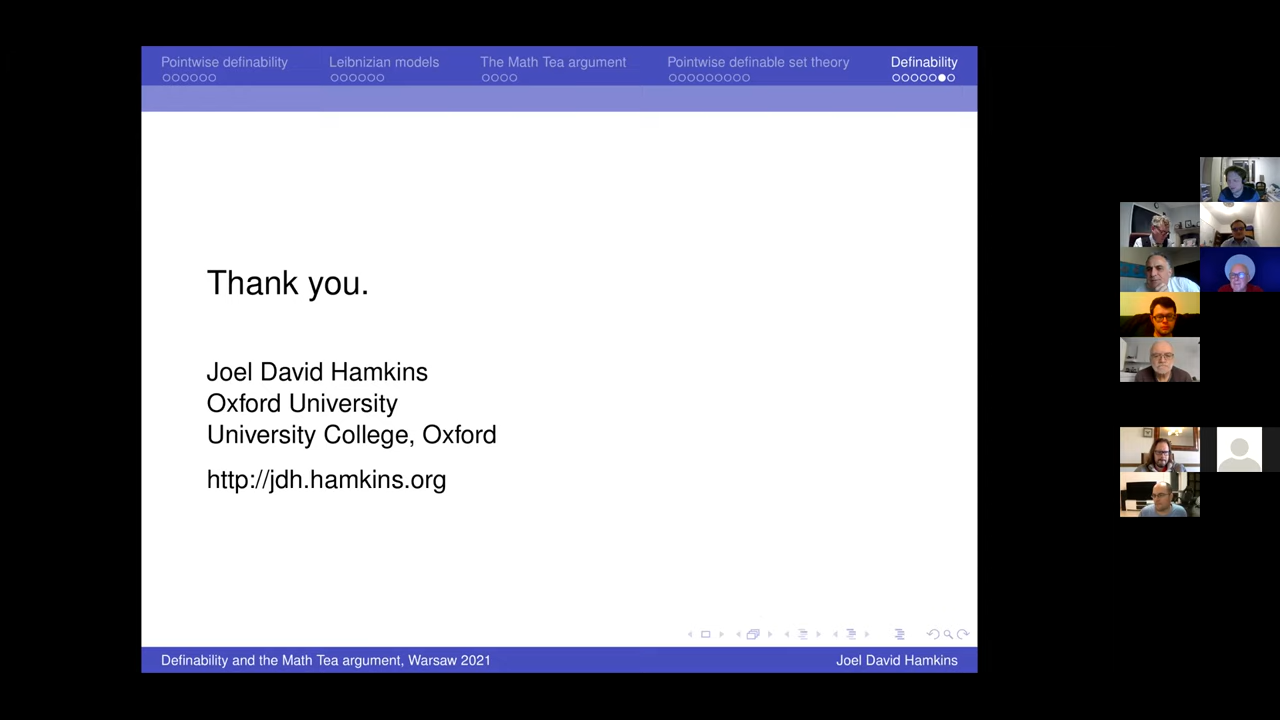 Pointwise definability Leibnizian models The Math Tea argument Pointwise definable set theory Definability
Thank you.
Joel David Hamkins
Oxford University
University College, Oxford
http://jdh.hamkins.org
Definability and the Math Tea argument, Warsaw 2021 Joel David Hamkins